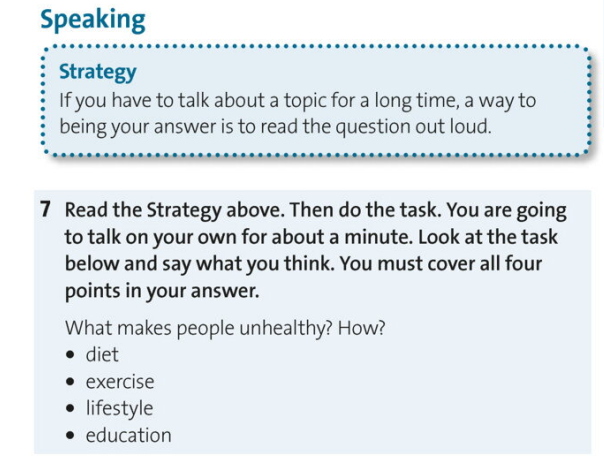 Speaking
Strategy
If you have to talk about a topic for a long time, a way to
being your answer is to read the question out loud.
7 Read the Strategy above. Then do the task. You are going
to talk on your own for about a minute. Look at the task
below and say what you think. You must cover all four
points in your answer.
What makes people unhealthy? How?
• diet
• exercise
• lifestyle
• education